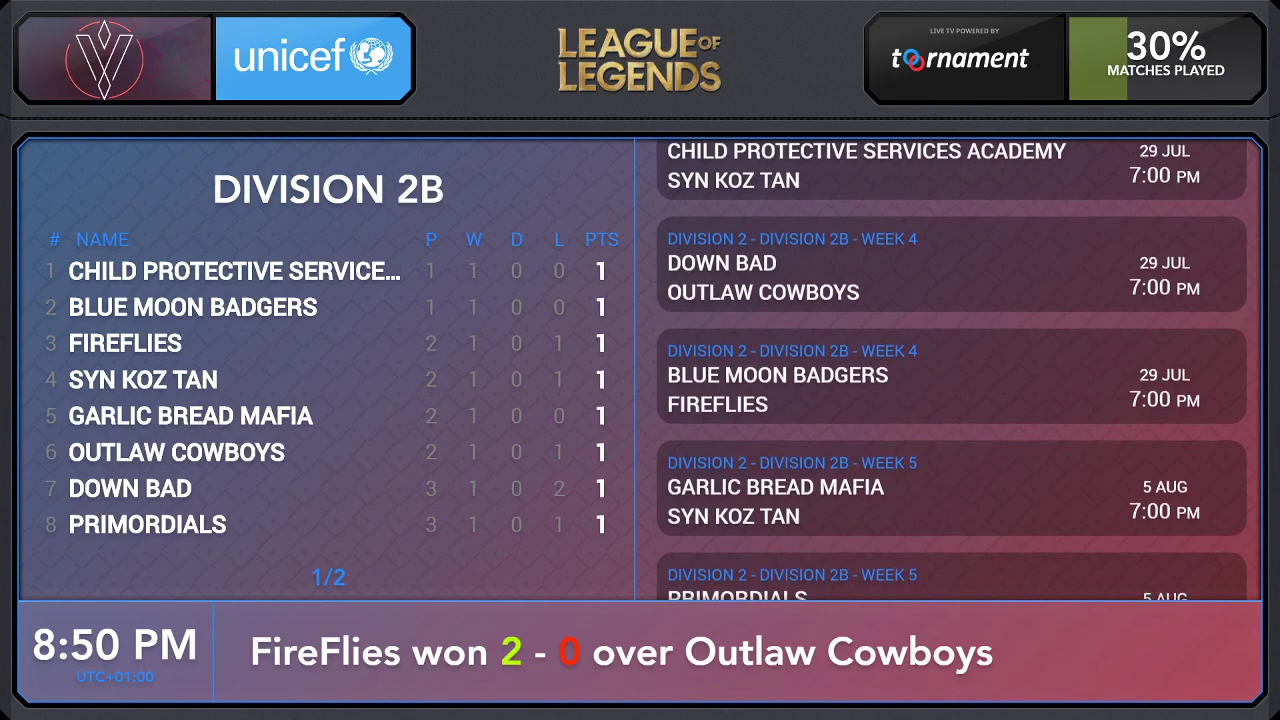 unicef
LEAGUE OF
LEGENDS
LIVE TV POWERED BY
toornament
30%
MATCHES PLAYED
DIVISION 2B
# NAME P W D L PTS
1 CHILD PROTECTIVE SERVICE... 1 1 0 0 1
2 BLUE MOON BADGERS 1 1 0 0 1
3 FIREFLIES 2 1 0 1 1
4 SYN KOZ TAN 2 1 0 1 1
5 GARLIC BREAD MAFIA 2 1 0 0 1
6 OUTLAW COWBOYS 2 1 0 1 1
7 DOWN BAD 3 1 0 2 1
8 PRIMORDIALS 3 1 0 1 1
1/2
CHILD PROTECTIVE SERVICES ACADEMY 29 JUL
SYN KOZ TAN 7:00 PM
DIVISION 2 - DIVISION 2B - WEEK 4
DOWN BAD 29 JUL
OUTLAW COWBOYS 7:00 PM
DIVISION 2 - DIVISION 2B - WEEK 4
BLUE MOON BADGERS 29 JUL
FIREFLIES 7:00 PM
DIVISION 2 - DIVISION 2B - WEEK 5
GARLIC BREAD MAFIA 5 AUG
SYN KOZ TAN 7:00 PM
DIVISION 2 - DIVISION 2B - WEEK 5
PRIMORDIALS 5 AUG
8:50 PM
UTC+01:00
FireFlies won 2 - 0 over Outlaw Cowboys